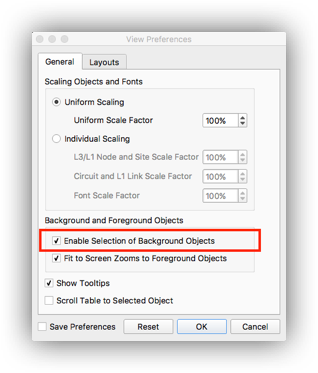 View Preferences
General Layouts
Scaling Objects and Fonts
Uniform Scaling
Uniform Scale Factor 100%
Individual Scaling
L3/L1 Node and Site Scale Factor 100%
Circuit and L1 Link Scale Factor 100%
Font Scale Factor 100%
Background and Foreground Objects
Enable Selection of Background Objects
Fit to Screen Zooms to Foreground Objects
Show Tooltips
Scroll Table to Selected Object
Save Preferences Reset OK Cancel